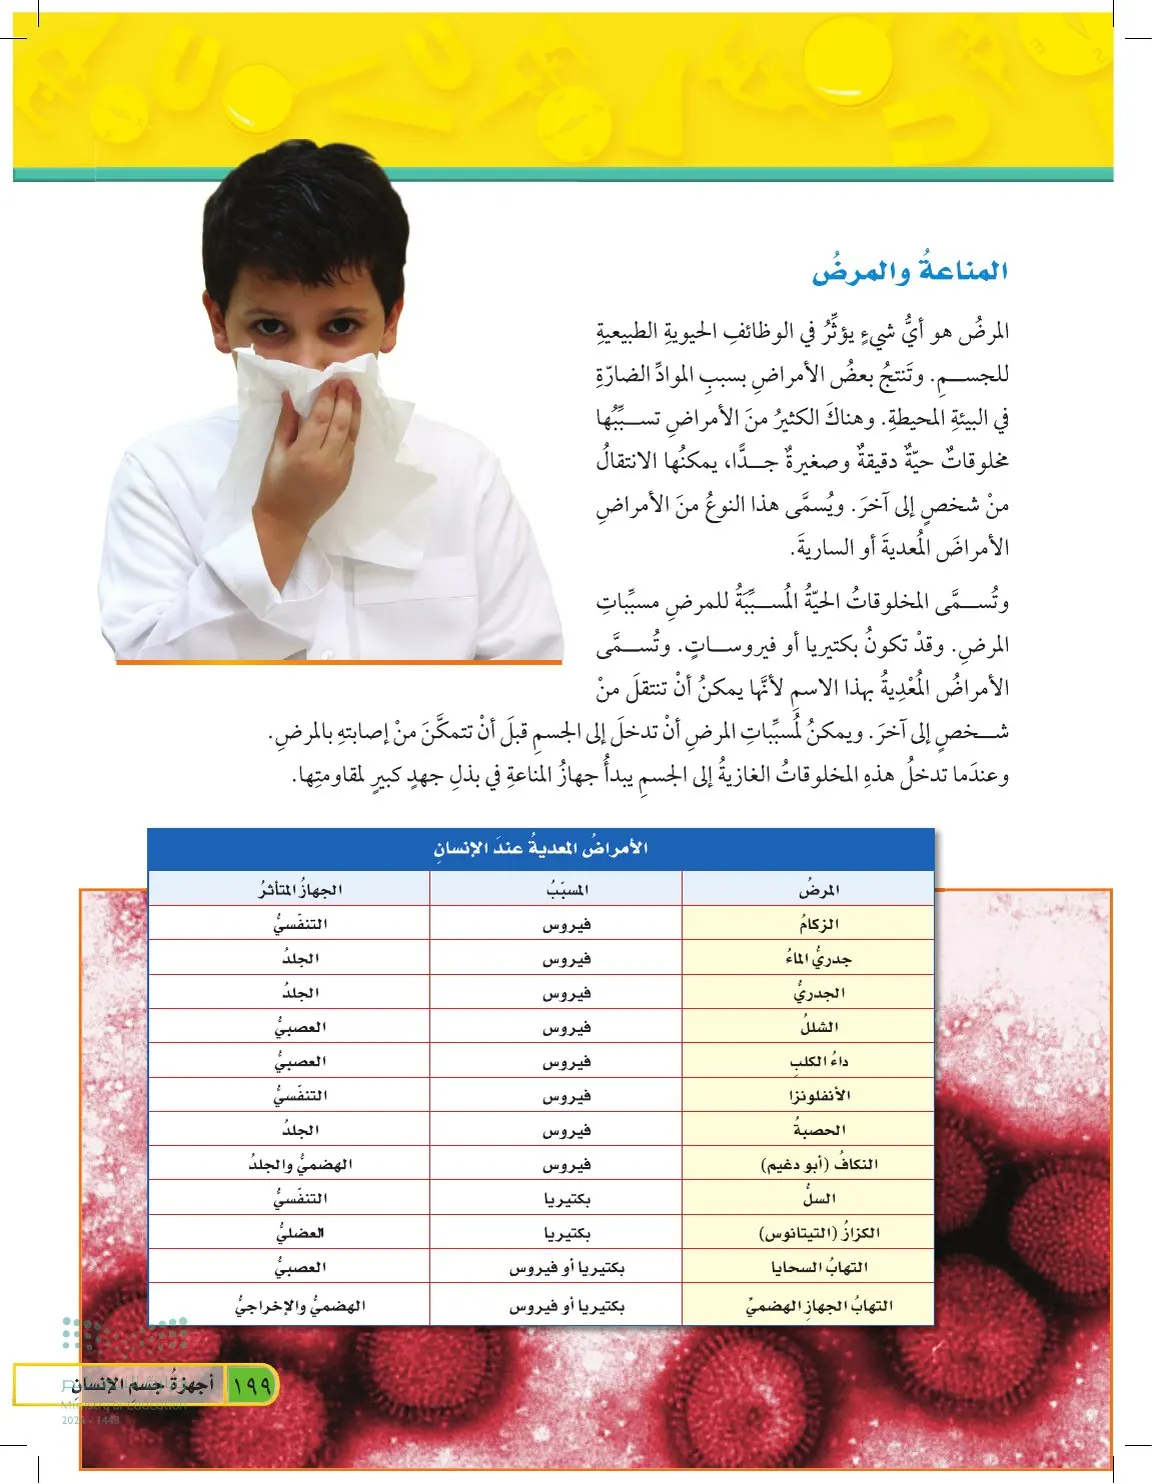 المناعةُ والمرضُ
المرضُ هو أيُّ شيءٍ يؤثِّرُ في الوظائفِ الحيويةِ الطبيعيةِ
للجسمِ. وتَنتجُ بعضُ الأمراضِ بسببِ الموادِّ الضارّةِ
في البيئةِ المحيطةِ. وهناكَ الكثيرُ منَ الأمراضِ تسبِّبُها
مخلوقاتٌ حيّةٌ دقيقةٌ وصغيرةٌ جدًّا، يمكنُها الانتقالُ
منْ شخصٍ إلى آخرَ. ويُسمَّى هذا النوعُ منَ الأمراضِ
الأمراضَ المُعديةَ أو الساريةَ.
وتُسمَّى المخلوقاتُ الحيّةُ المُسبِّبَةُ للمرضِ مسبِّباتِ
المرضِ. وقدْ تكونُ بكتيريا أو فيروساتٍ. وتُسمَّى
الأمراضُ المُعْدِيةُ بهذا الاسمِ لأنَّها يمكنُ أنْ تنتقلَ منْ
شخصٍ إلى آخرَ. ويمكنُ لمُسبِّباتِ المرضِ أنْ تدخلَ إلى الجسمِ قبلَ أنْ تتمكَّنَ منْ إصابتهِ بالمرضِ.
وعندَما تدخلُ هذهِ المخلوقاتُ الغازيةُ إلى الجسمِ يبدأُ جهازُ المناعةِ في بذلِ جهدٍ كبيرٍ لمقاومتِها.
الأمراضُ المعديةُ عندَ الإنسانِ
المرضُ المسبّبُ الجهازُ المتأثرُ
الزكامُ فيروس التنفّسيُّ
جدريُّ الماءُ فيروس الجلدُ
الجدريُّ فيروس الجلدُ
الشللُ فيروس العصبيُّ
داءُ الكلبِ فيروس العصبيُّ
الأنفلونزا فيروس التنفّسيُّ
الحصبةُ فيروس الجلدُ
النكافُ (أبو دغيم) فيروس الهضميُّ والجلدُ
السلُّ بكتيريا التنفّسيُّ
الكزازُ (التيتانوس) بكتيريا العضليُّ
التهابُ السحايا بكتيريا أو فيروس العصبيُّ
التهابُ الجهازِ الهضميِّ بكتيريا أو فيروس الهضميُّ والإخراجيُّ
١٩٩ أجهزةُ جسمِ الإنسانِ
Ministry of Education
2026 - 1448